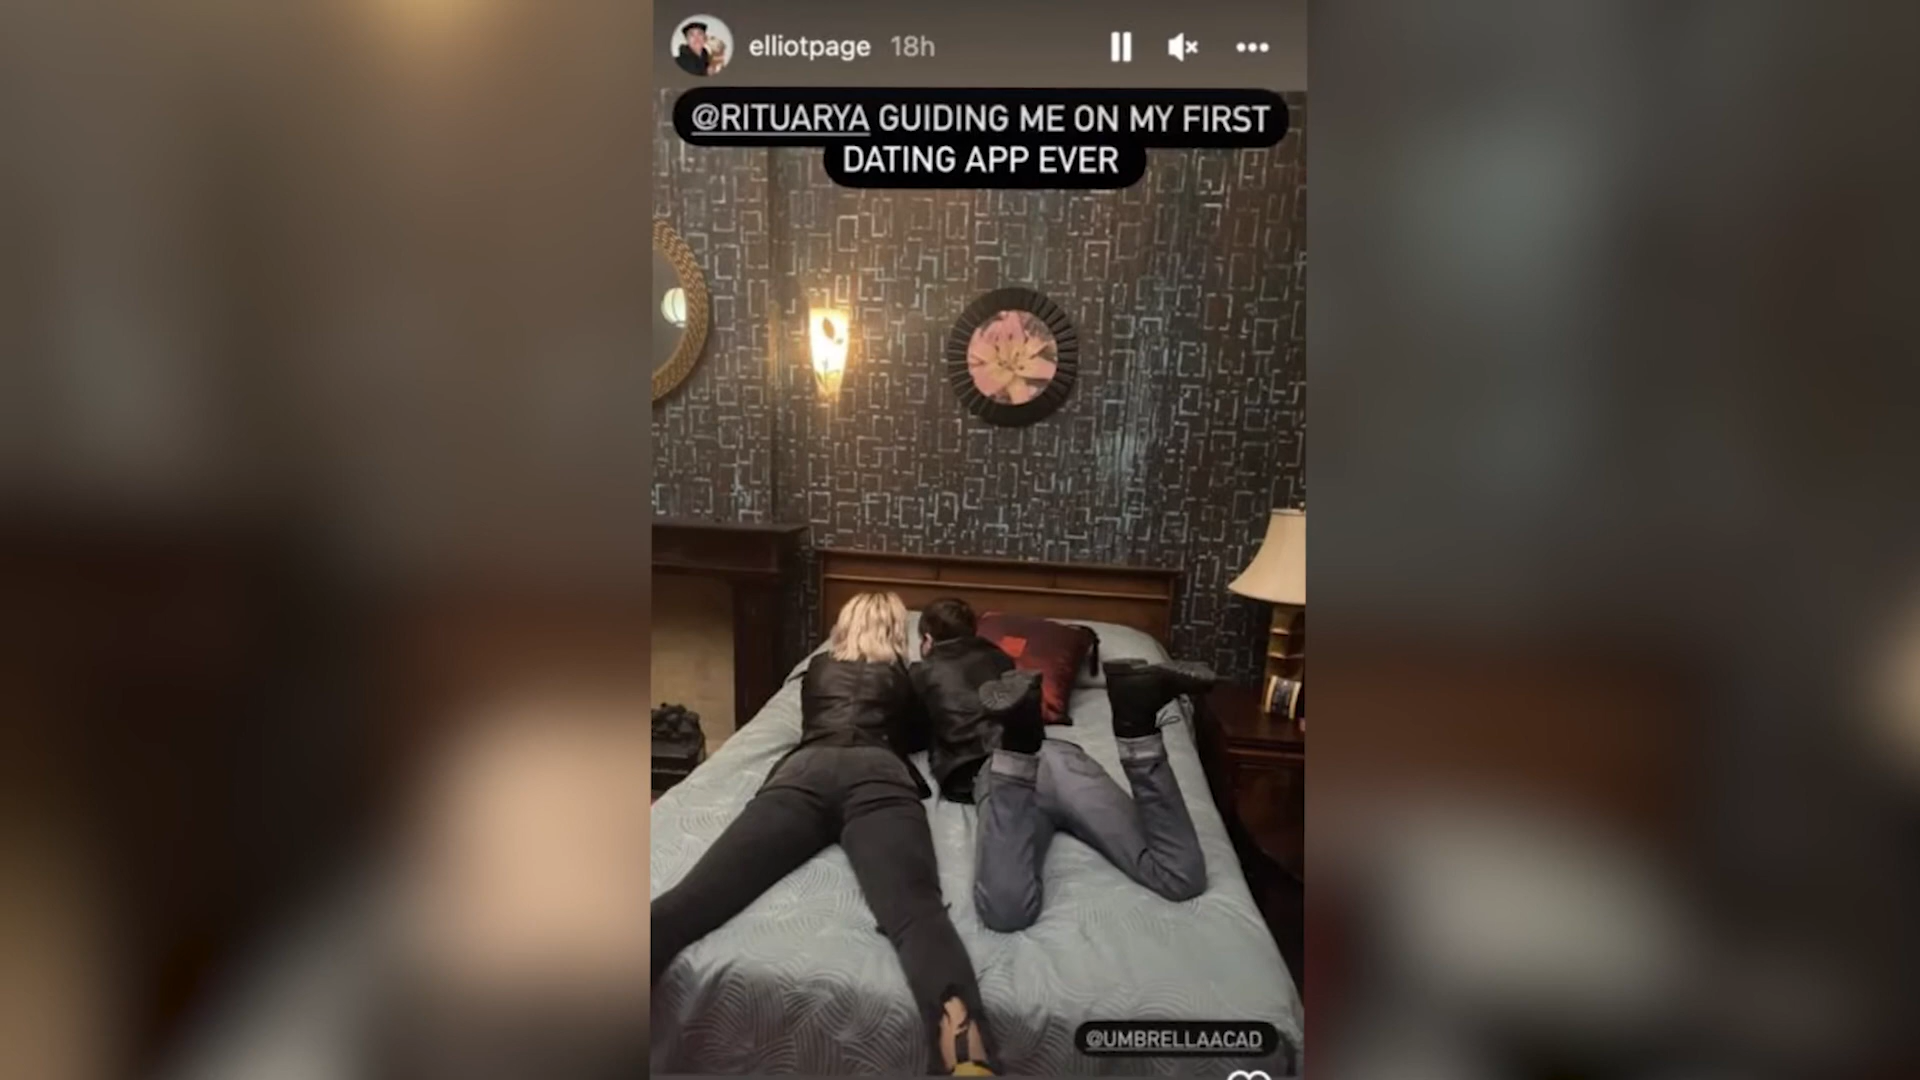 elliotpage 18h
@RITUARYA GUIDING ME ON MY FIRST
DATING APP EVER
@UMBRELLAACAD